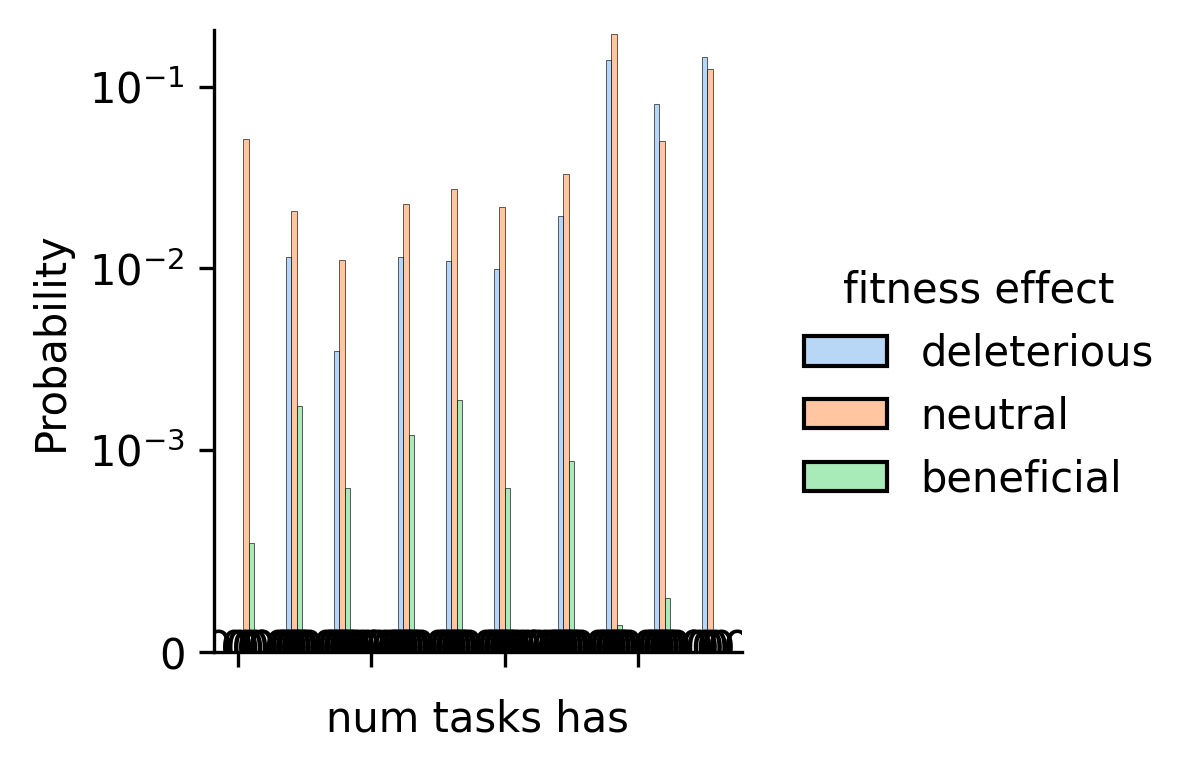 10⁻¹
10⁻²
10⁻³
0
Probability
num tasks has
fitness effect
deleterious
neutral
beneficial